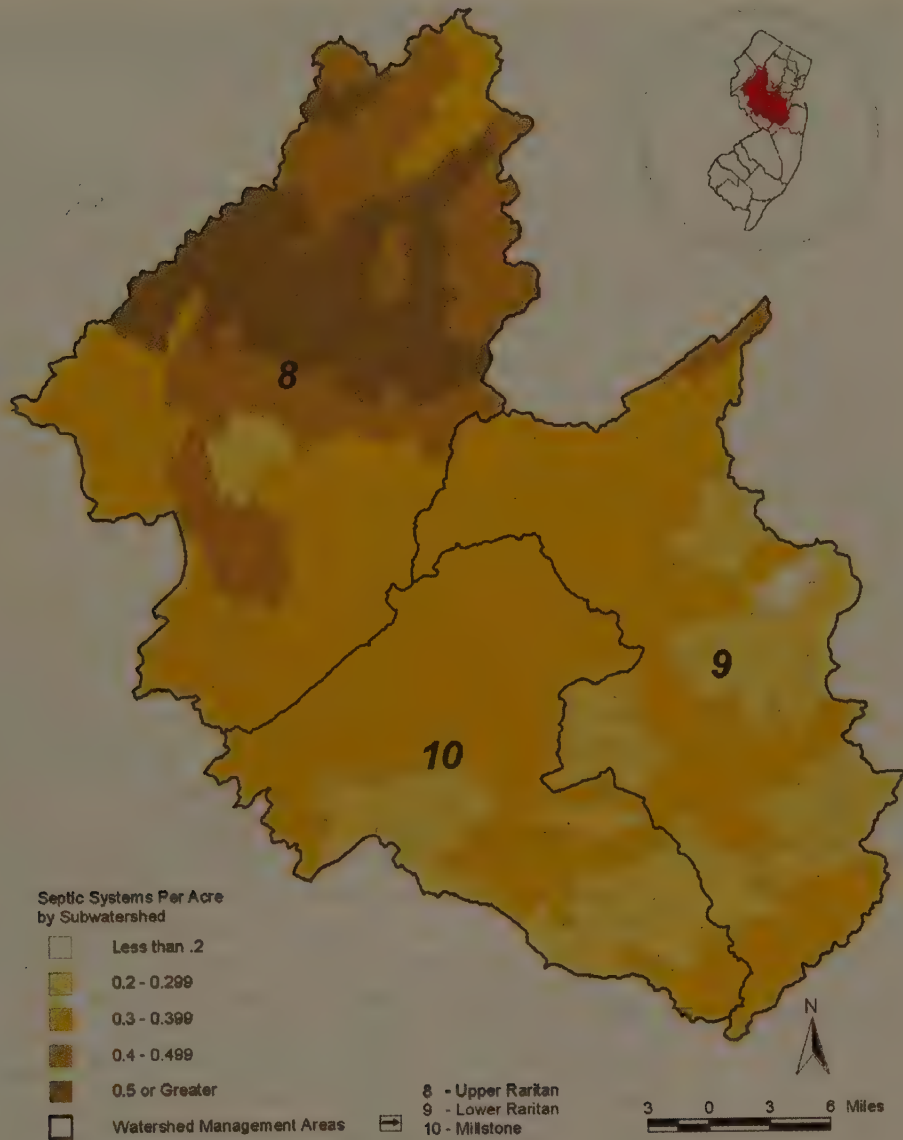 8
9
10
Septic Systems Per Acre
by Subwatershed
Less than .2
0.2 - 0.299
0.3 - 0.399
0.4 - 0.499
0.5 or Greater
Watershed Management Areas
8 - Upper Raritan
9 - Lower Raritan
10 - Millstone
N
3 0 3 6 Miles